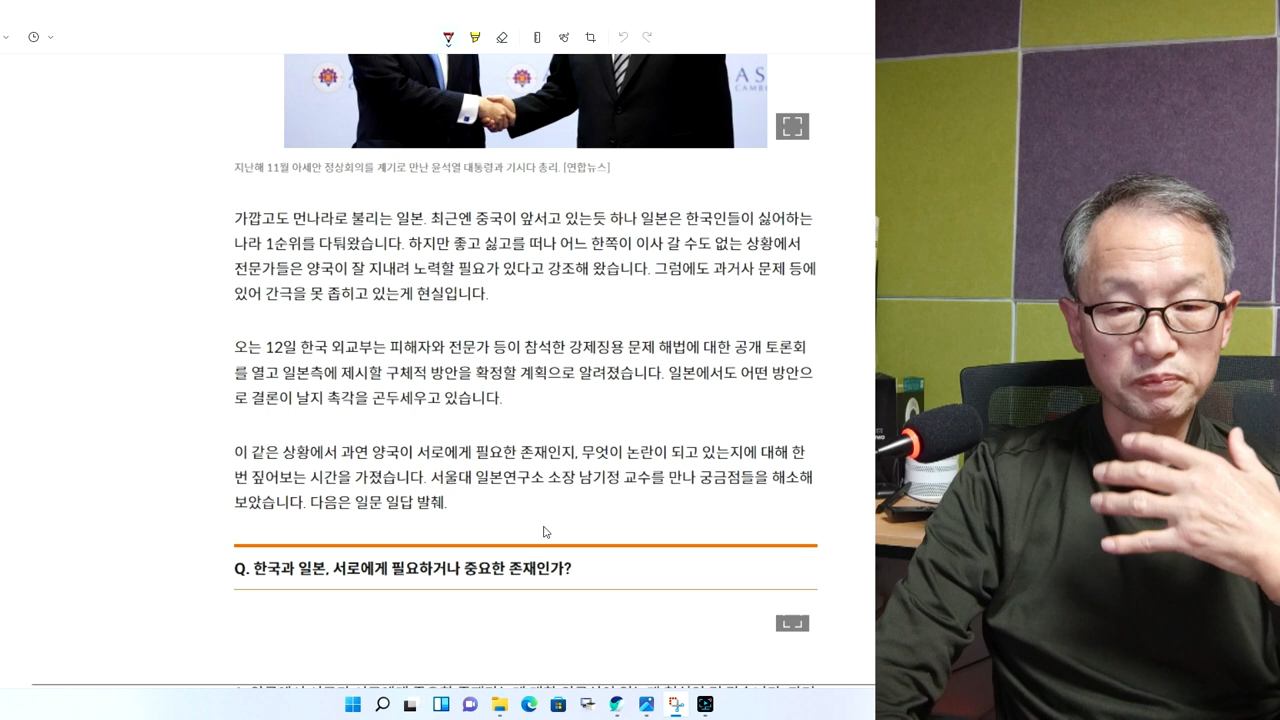 AS
CAMB
지난해 11월 아세안 정상회의를 계기로 만난 윤석열 대통령과 기시다 총리. [연합뉴스]
가깝고도 먼나라로 불리는 일본. 최근엔 중국이 앞서고 있는듯 하나 일본은 한국인들이 싫어하는
나라 1순위를 다퉈왔습니다. 하지만 좋고 싫고를 떠나 어느 한쪽이 이사 갈 수도 없는 상황에서
전문가들은 양국이 잘 지내려 노력할 필요가 있다고 강조해 왔습니다. 그럼에도 과거사 문제 등에
있어 간극을 못 좁히고 있는게 현실입니다.
오는 12일 한국 외교부는 피해자와 전문가 등이 참석한 강제징용 문제 해법에 대한 공개 토론회
를 열고 일본측에 제시할 구체적 방안을 확정할 계획으로 알려졌습니다. 일본에서도 어떤 방안으
로 결론이 날지 촉각을 곤두세우고 있습니다.
이 같은 상황에서 과연 양국이 서로에게 필요한 존재인지, 무엇이 논란이 되고 있는지에 대해 한
번 짚어보는 시간을 가졌습니다. 서울대 일본연구소 소장 남기정 교수를 만나 궁금점들을 해소해
보았습니다. 다음은 일문 일답 발췌.
Q. 한국과 일본, 서로에게 필요하거나 중요한 존재인가?